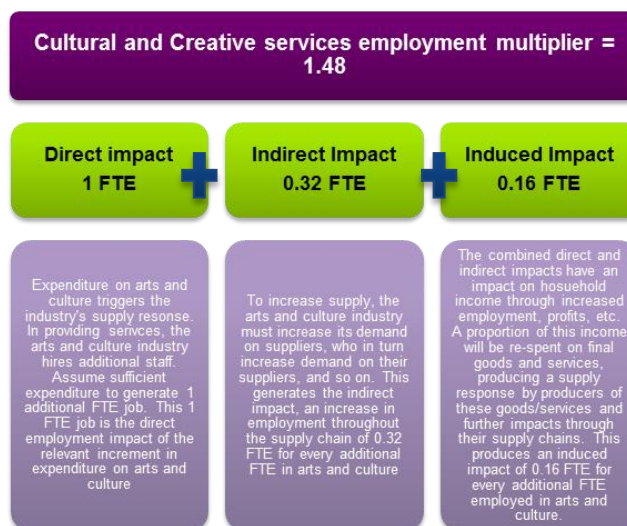 Cultural and Creative services employment multiplier =
1.48
Direct impact
1 FTE
Indirect Impact
0.32 FTE
Induced Impact
0.16 FTE
Expenditure on arts and
culture triggers the
industry's supply resonse.
In providing serivces, the
arts and culture industry
hires additional staff.
Assume sufficient
expenditure to generate 1
additional FTE job. This 1
FTE job is the direct
employment impact of the
relevant increment in
expenditure on arts and
culture
To increase supply, the
arts and culture industry
must increase its demand
on suppliers, who in turn
increase demand on their
suppliers, and so on. This
generates the indirect
impact, an increase in
employment throughout
the supply chain of 0.32
FTE for every additional
FTE in arts and culture
The combined direct and
indirect impacts have an
impact on hosuehold
income through increased
employment, profits, etc.
A proportion of this income
will be re-spent on final
goods and services,
producing a supply
response by producers of
these goods/services and
further impacts through
their supply chains. This
produces an induced
impact of 0.16 FTE for
every additional FTE
employed in arts and
culture.